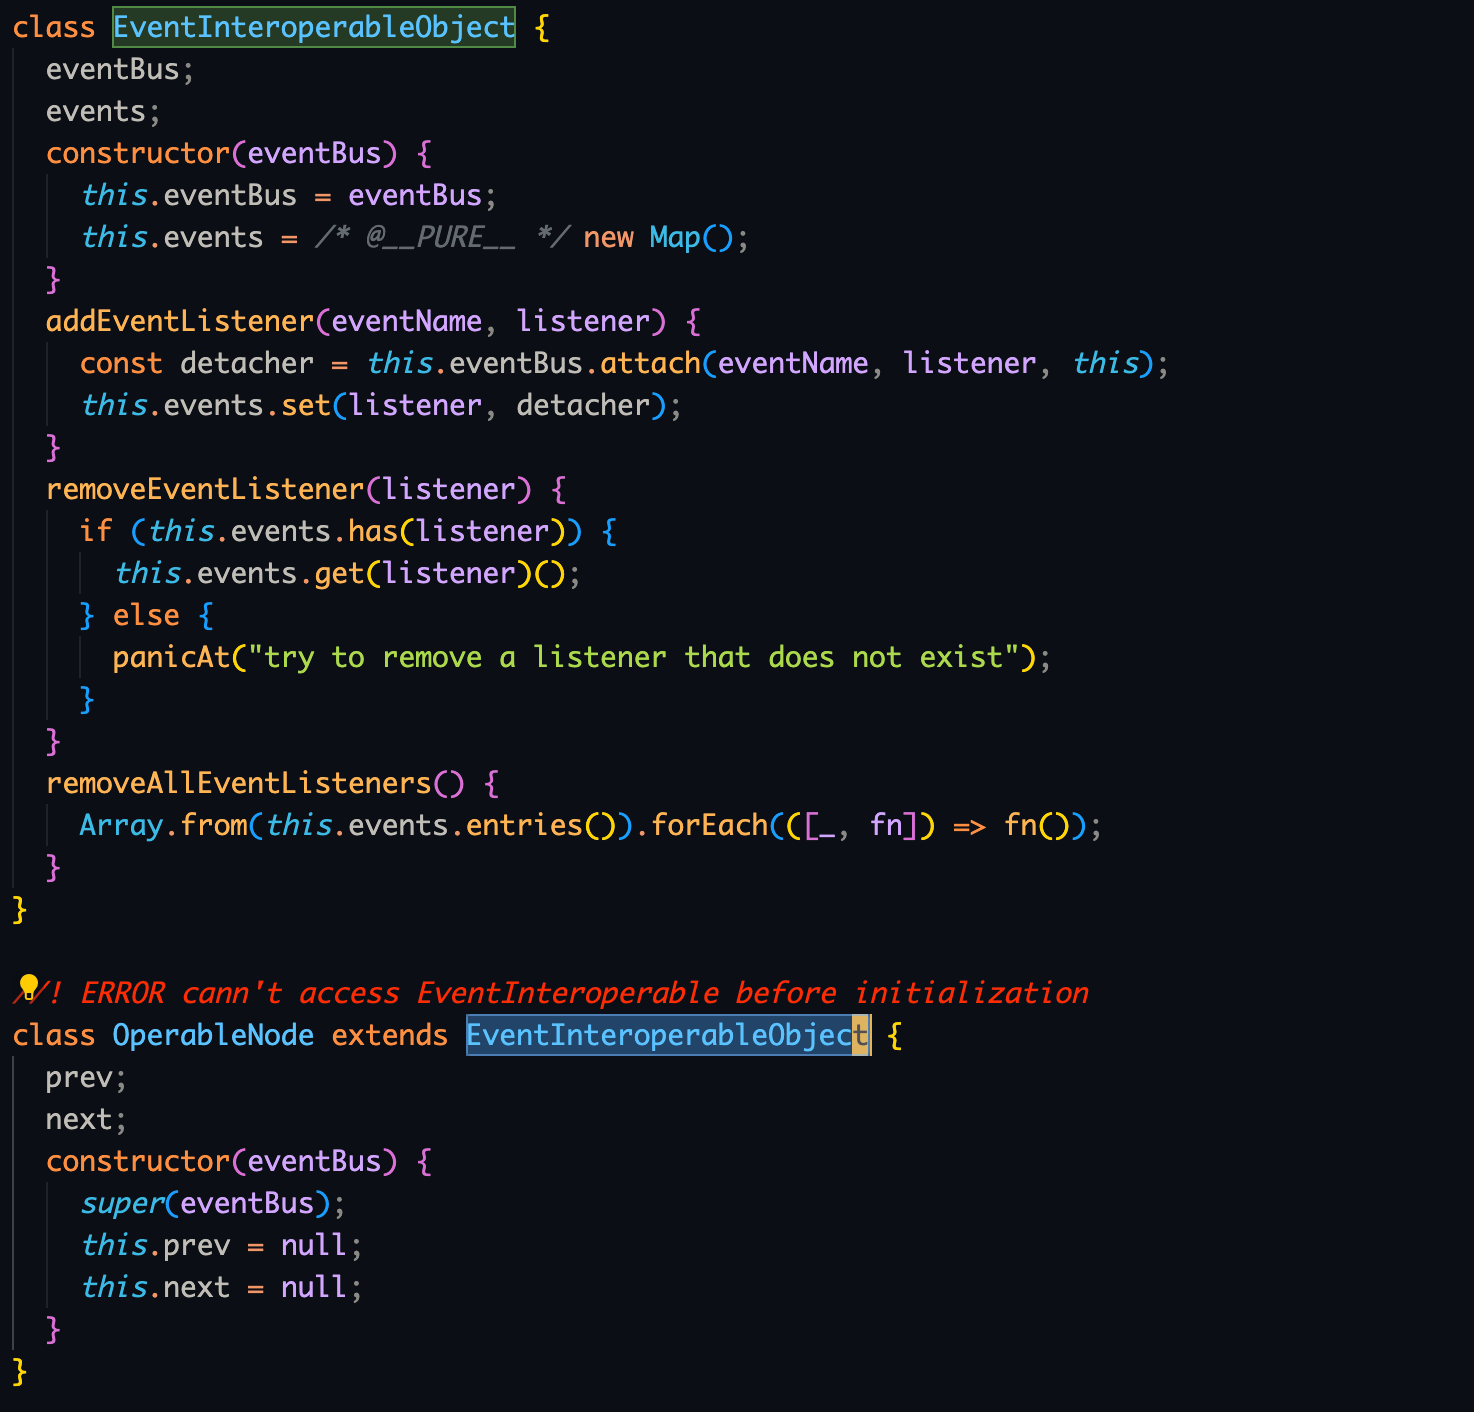 class EventInteroperableObject {
eventBus;
events;
constructor(eventBus) {
this.eventBus = eventBus;
this.events = /* @__PURE__ */ new Map();
}
addEventListener(eventName, listener) {
const detacher = this.eventBus.attach(eventName, listener, this);
this.events.set(listener, detacher);
}
removeEventListener(listener) {
if (this.events.has(listener)) {
this.events.get(listener)();
} else {
panicAt("try to remove a listener that does not exist");
}
}
removeAllEventListeners() {
Array.from(this.events.entries()).forEach(([_, fn]) => fn());
}
}
//! ERROR cann't access EventInteroperable before initialization
class OperableNode extends EventInteroperableObject {
prev;
next;
constructor(eventBus) {
super(eventBus);
this.prev = null;
this.next = null;
}
}